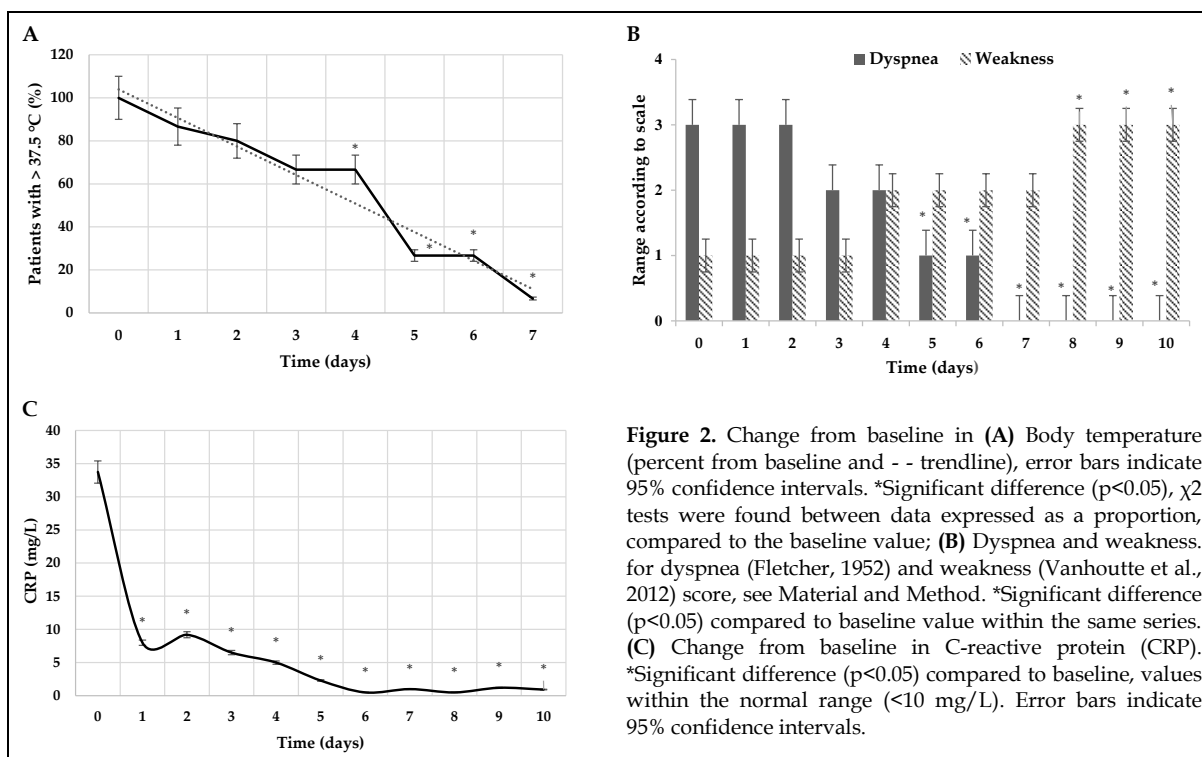 A
120
100
80
60
40
20
0
Patients with > 37.5 °C (%)
*
*
*
*
0 1 2 3 4 5 6 7
Time (days)
B
Dyspnea Weakness
4
3
2
1
0
Range according to scale
* * *
* *
* * * *
0 1 2 3 4 5 6 7 8 9 10
Time (days)
C
40
35
30
25
20
15
10
5
0
CRP (mg/L)
* * * * * * * * * *
0 1 2 3 4 5 6 7 8 9 10
Time (days)
Figure 2. Change from baseline in (A) Body temperature
(percent from baseline and - - trendline), error bars indicate
95% confidence intervals. *Significant difference (p<0.05), χ2
tests were found between data expressed as a proportion,
compared to the baseline value; (B) Dyspnea and weakness.
for dyspnea (Fletcher, 1952) and weakness (Vanhoutte et al.,
2012) score, see Material and Method. *Significant difference
(p<0.05) compared to baseline value within the same series.
(C) Change from baseline in C-reactive protein (CRP).
*Significant difference (p<0.05) compared to baseline, values
within the normal range (<10 mg/L). Error bars indicate
95% confidence intervals.